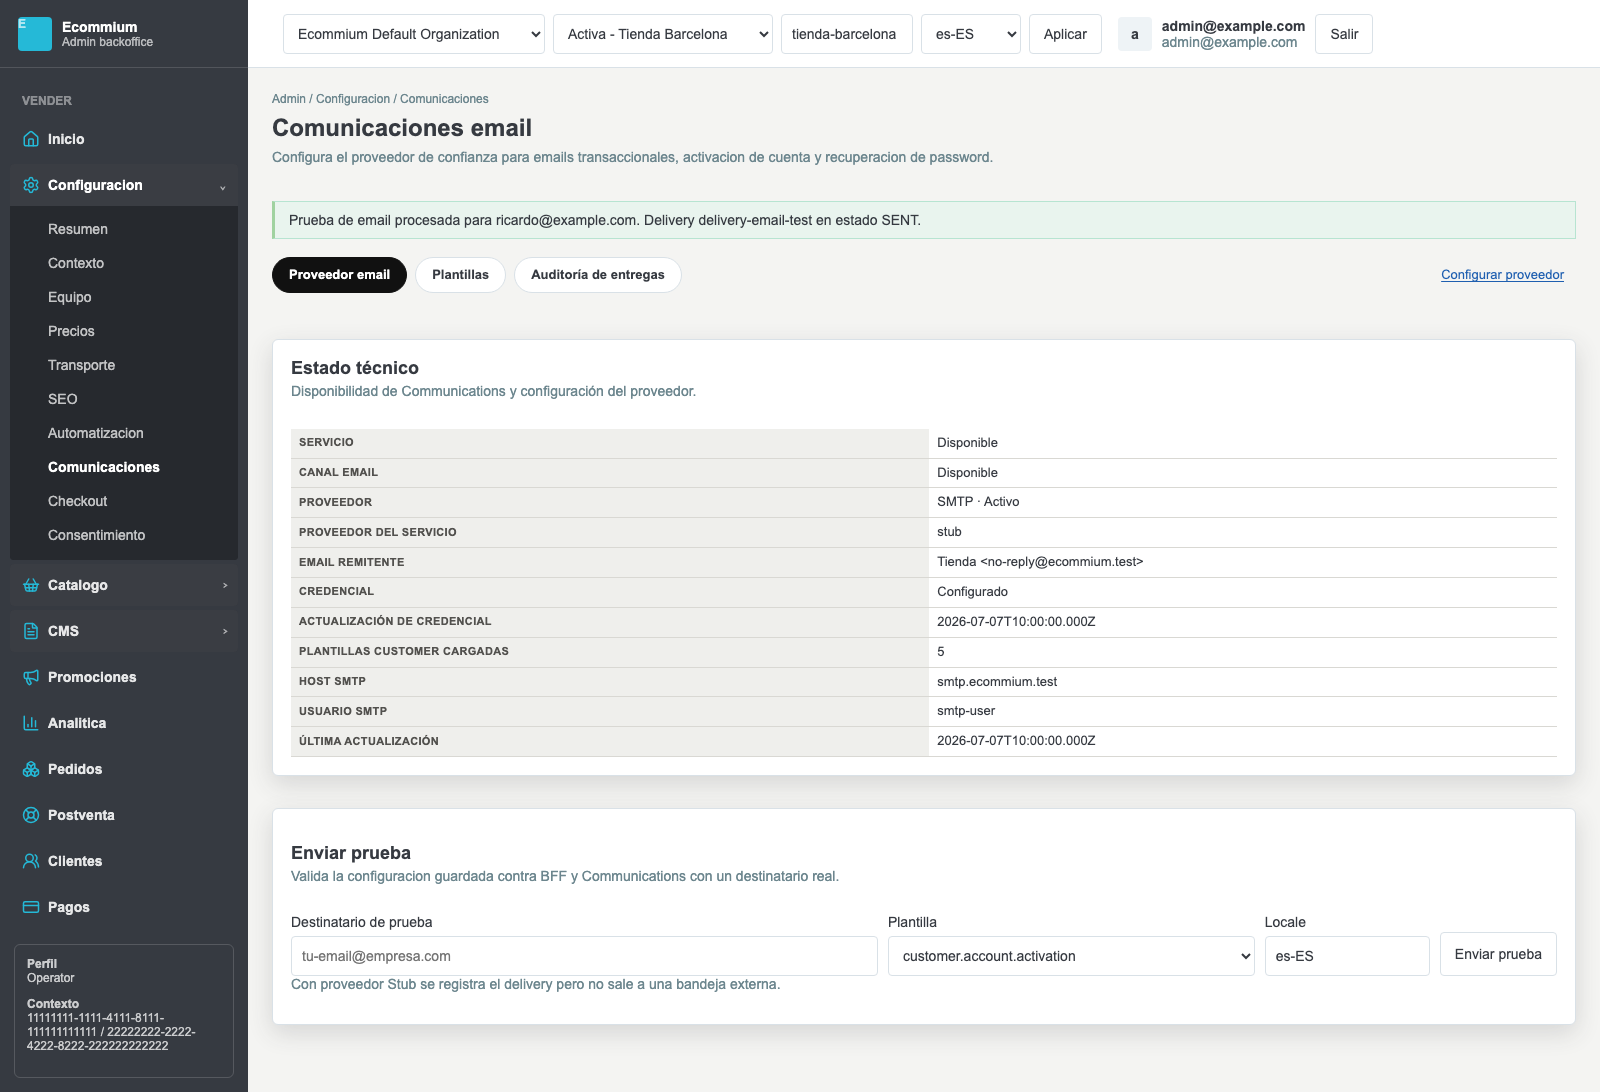 E
Ecommium
Admin backoffice
Ecommium Default Organization
Activa - Tienda Barcelona
tienda-barcelona
es-ES
Aplicar
a
admin@example.com
admin@example.com
Salir
VENDER
Inicio
Configuracion
Resumen
Contexto
Equipo
Precios
Transporte
SEO
Automatizacion
Comunicaciones
Checkout
Consentimiento
Catalogo
CMS
Promociones
Analitica
Pedidos
Postventa
Clientes
Pagos
Perfil
Operator
Contexto
11111111-1111-4111-8111-
111111111111 / 22222222-2222-
4222-8222-222222222222
Admin / Configuracion / Comunicaciones
Comunicaciones email
Configura el proveedor de confianza para emails transaccionales, activacion de cuenta y recuperacion de password.
Prueba de email procesada para ricardo@example.com. Delivery delivery-email-test en estado SENT.
Proveedor email
Plantillas
Auditoría de entregas
Configurar proveedor
Estado técnico
Disponibilidad de Communications y configuración del proveedor.
SERVICIO Disponible
CANAL EMAIL Disponible
PROVEEDOR SMTP · Activo
PROVEEDOR DEL SERVICIO stub
EMAIL REMITENTE Tienda <no-reply@ecommium.test>
CREDENCIAL Configurado
ACTUALIZACIÓN DE CREDENCIAL 2026-07-07T10:00:00.000Z
PLANTILLAS CUSTOMER CARGADAS 5
HOST SMTP smtp.ecommium.test
USUARIO SMTP smtp-user
ÚLTIMA ACTUALIZACIÓN 2026-07-07T10:00:00.000Z
Enviar prueba
Valida la configuracion guardada contra BFF y Communications con un destinatario real.
Destinatario de prueba
tu-email@empresa.com
Plantilla
customer.account.activation
Locale
es-ES
Enviar prueba
Con proveedor Stub se registra el delivery pero no sale a una bandeja externa.